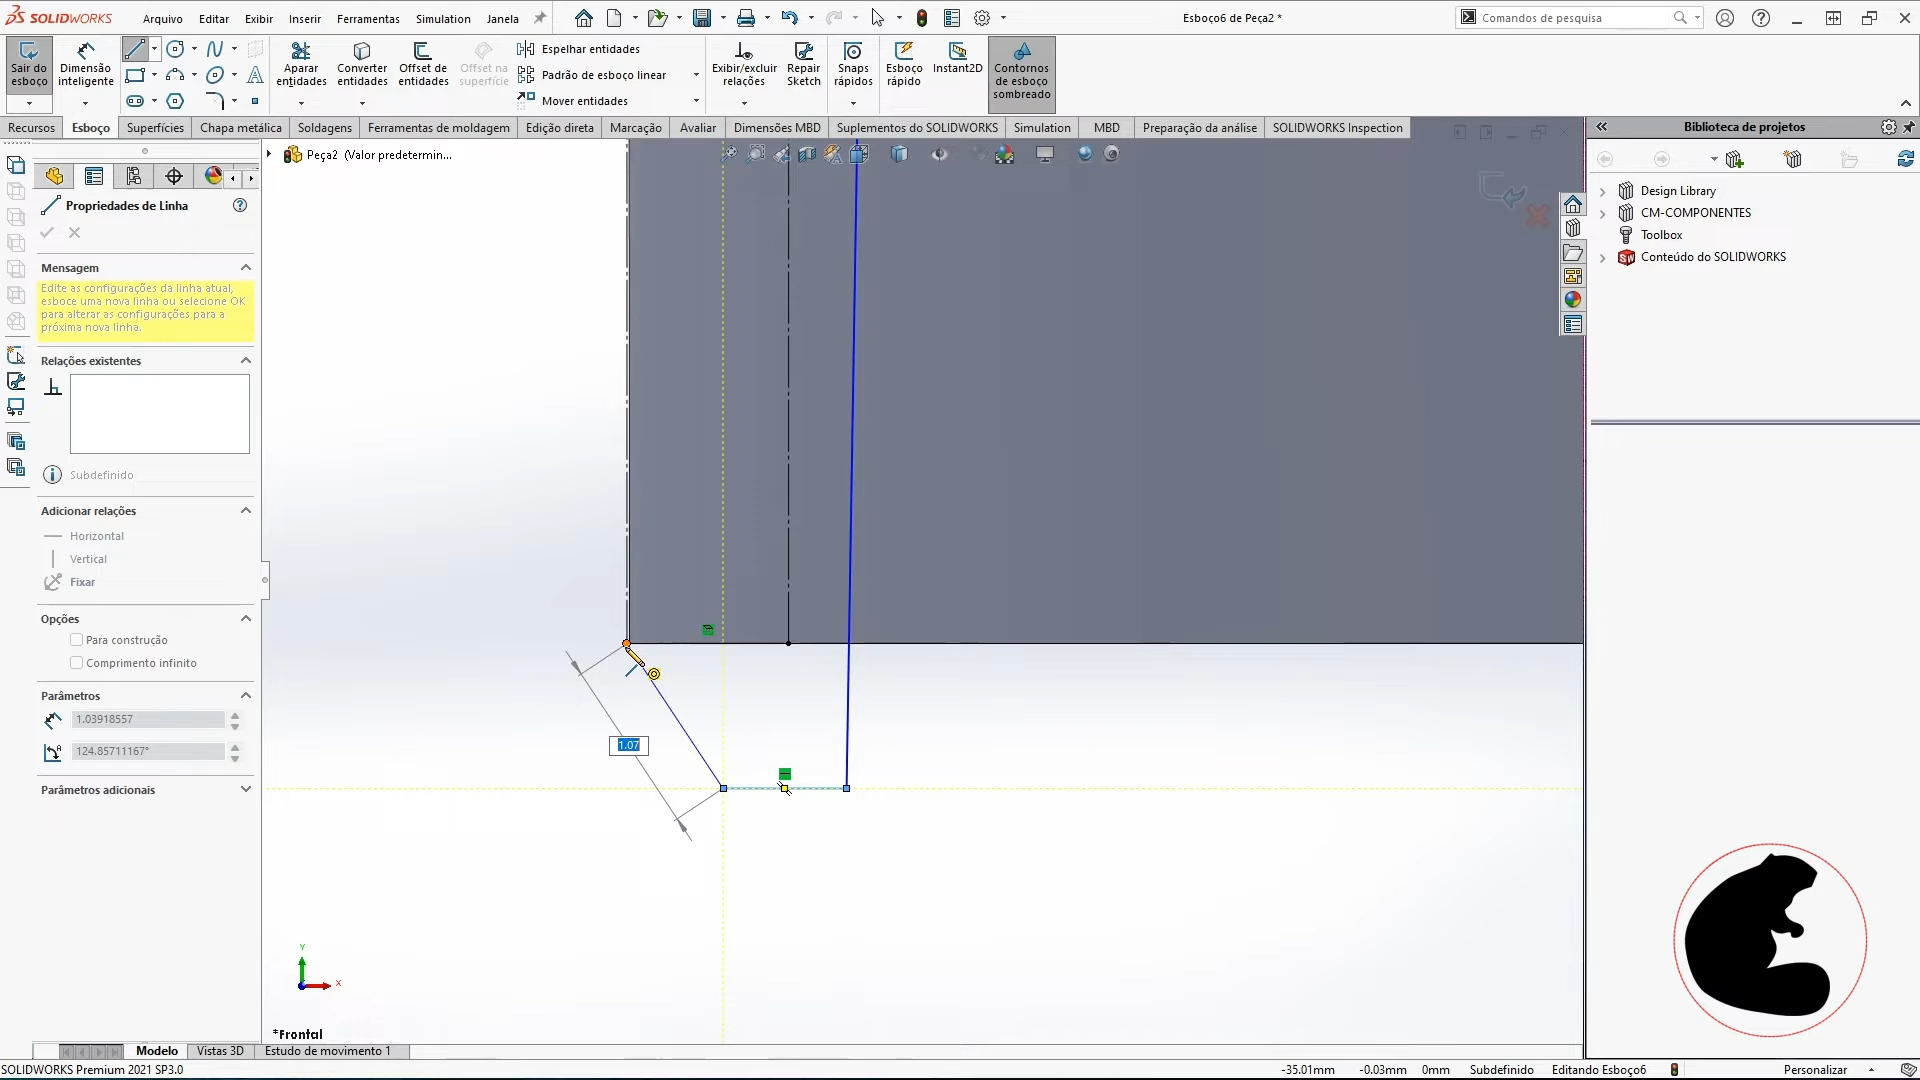 SOLIDWORKS
Arquivo
Editar
Exibir
Inserir
Ferramentas
Simulation
Janela
Esboço6 de Peça2 *
Comandos de pesquisa
Sair do
esboço
Dimensão
inteligente
Aparar
entidades
Converter
entidades
Offset de
entidades
Offset na
superfície
Espelhar entidades
Padrão de esboço linear
Mover entidades
Exibir/excluir
relações
Repair
Sketch
Snaps
rápidos
Esboço
rápido
Instant2D
Contornos
de esboço
sombreado
Recursos
Esboço
Superfícies
Chapa metálica
Soldagens
Ferramentas de moldagem
Edição direta
Marcação
Avaliar
Dimensões MBD
Suplementos do SOLIDWORKS
Simulation
MBD
Preparação da análise
SOLIDWORKS Inspection
Biblioteca de projetos
Peça2 (Valor predetermin...
Design Library
CM-COMPONENTES
Toolbox
Conteúdo do SOLIDWORKS
Propriedades de Linha
Mensagem
Edite as configurações da linha atual,
esboce uma nova linha ou selecione OK
para alterar as configurações para a
próxima nova linha.
Relações existentes
Subdefinido
Adicionar relações
Horizontal
Vertical
Fixar
Opções
Para construção
Comprimento infinito
Parâmetros
1.03918557
124.85711167°
Parâmetros adicionais
1.07
Y
X
*Frontal
Modelo
Vistas 3D
Estudo de movimento 1
SOLIDWORKS Premium 2021 SP3.0
-35.01mm
-0.03mm
0mm
Subdefinido
Editando Esboço6
Personalizar